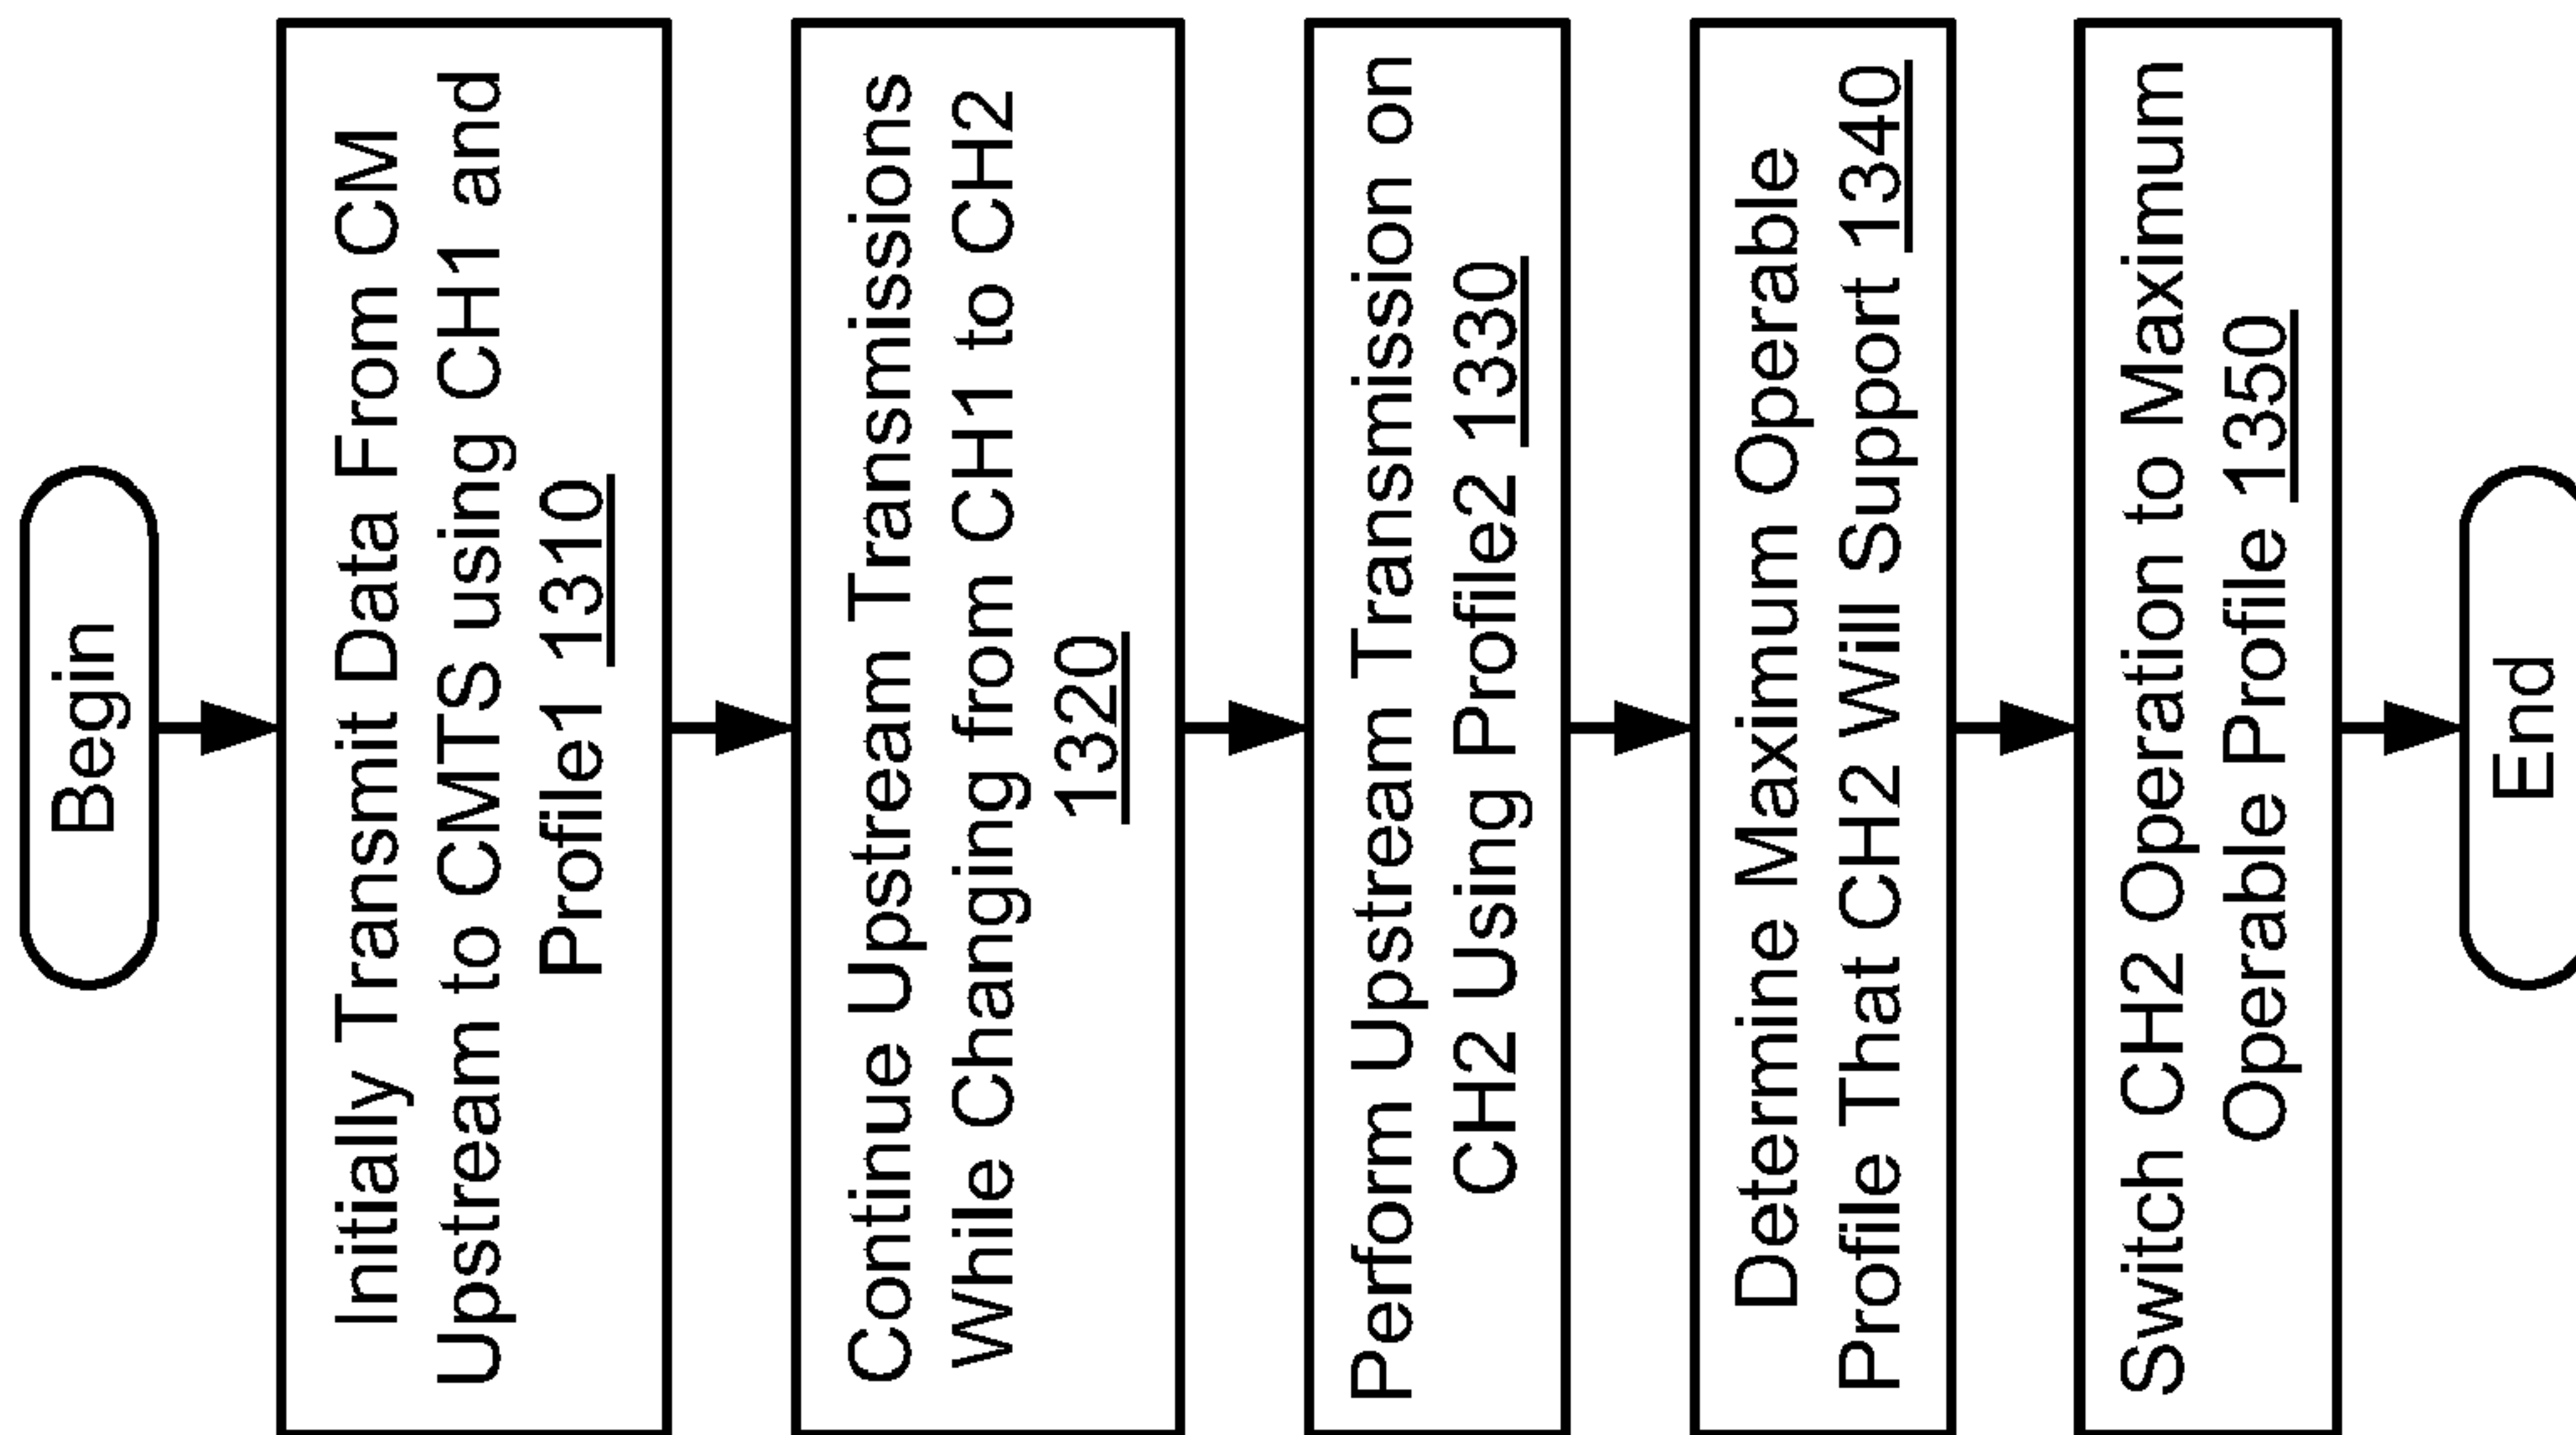 Begin
Initially Transmit Data From CM
Upstream to CMTS using CH1 and
Profile1 1310
Continue Upstream Transmissions
While Changing from CH1 to CH2
1320
Perform Upstream Transmission on
CH2 Using Profile2 1330
Determine Maximum Operable
Profile That CH2 Will Support 1340
Switch CH2 Operation to Maximum
Operable Profile 1350
End